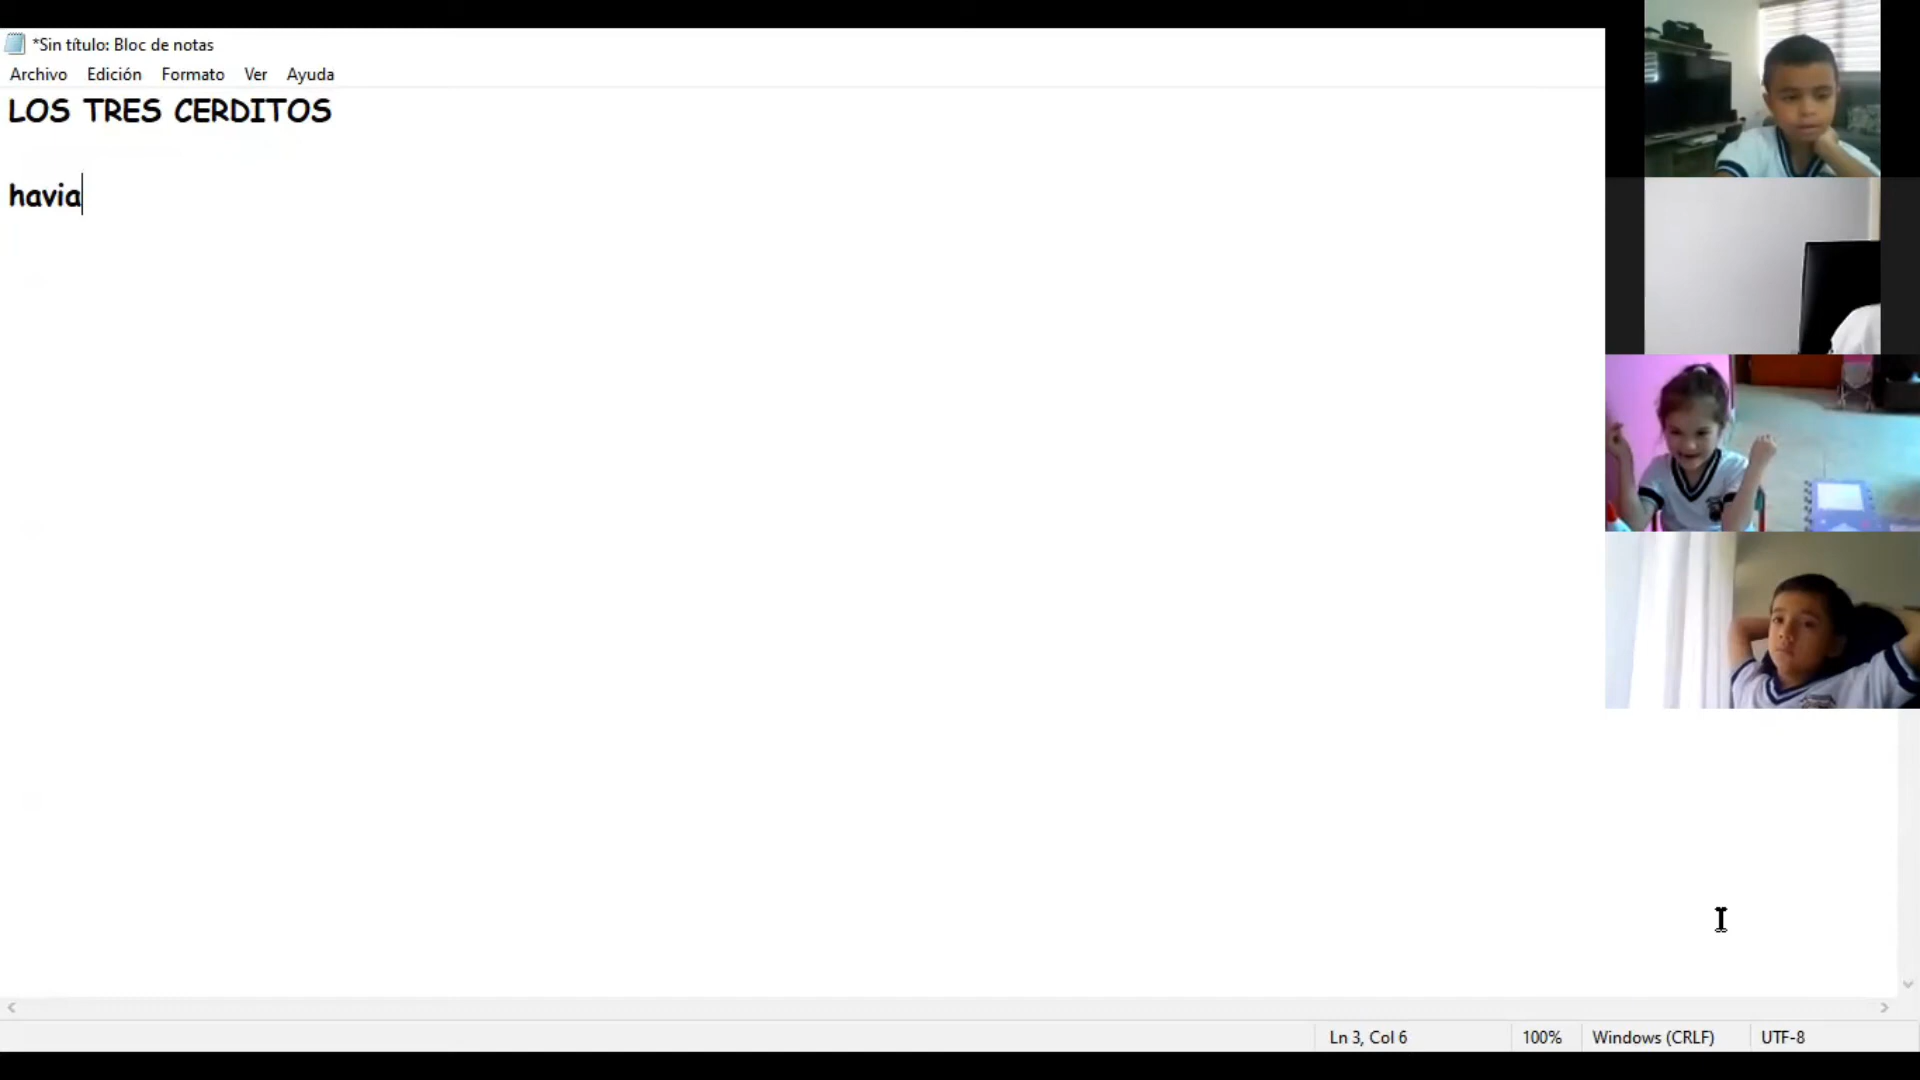 *Sin título: Bloc de notas
Archivo Edición Formato Ver Ayuda
LOS TRES CERDITOS
havia
Ln 3, Col 6 100% Windows (CRLF) UTF-8